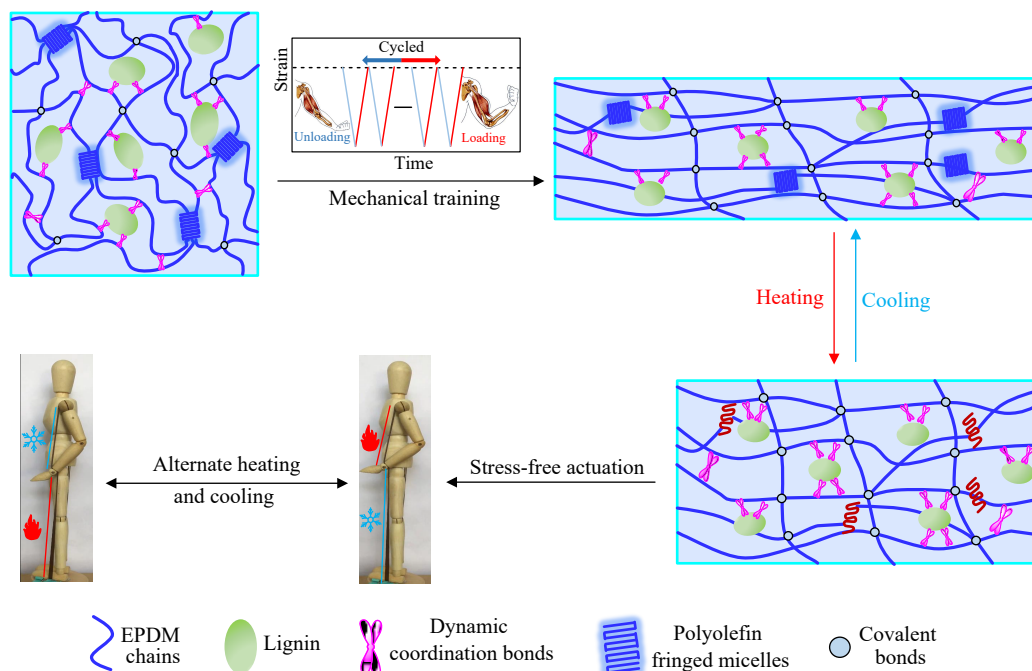 Cycled
Strain
Unloading
Loading
Time
Mechanical training
Heating
Cooling
Alternate heating
and cooling
Stress-free actuation
EPDM
chains
Lignin
Dynamic
coordination bonds
Polyolefin
fringed micelles
Covalent
bonds